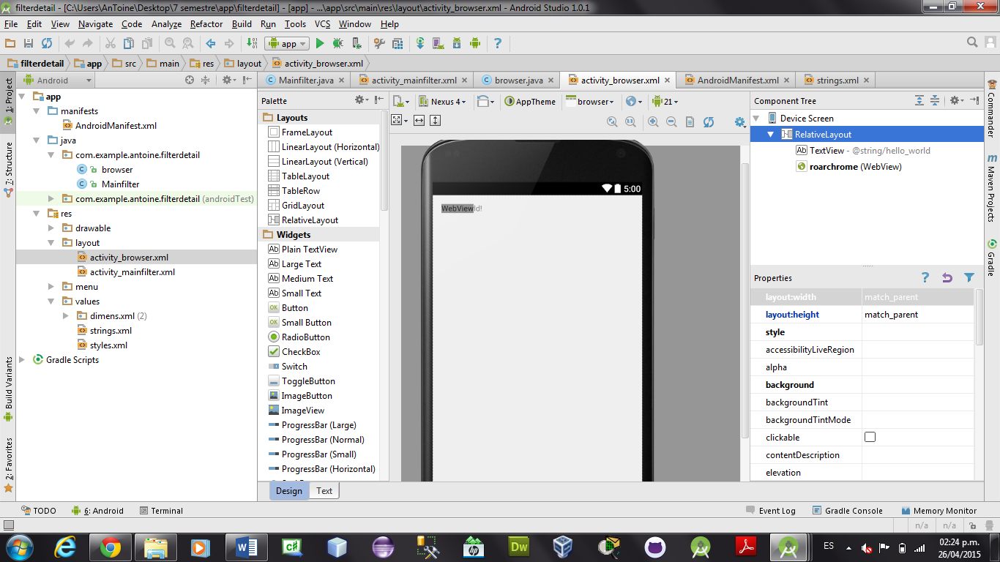 filterdetail - [C:\Users\AnToine\Desktop\7 semestre\app\filterdetail] - [app] - ...\app\src\main\res\layout\activity_browser.xml - Android Studio 1.0.1
File Edit View Navigate Code Analyze Refactor Build Run Tools VCS Window Help
app
filterdetail app src main res layout activity_browser.xml
Android
Mainfilter.java activity_mainfilter.xml browser.java activity_browser.xml AndroidManifest.xml strings.xml
1: Project
7: Structure
Build Variants
2: Favorites
app
manifests
AndroidManifest.xml
java
com.example.antoine.filterdetail
browser
Mainfilter
com.example.antoine.filterdetail (androidTest)
res
drawable
layout
activity_browser.xml
activity_mainfilter.xml
menu
values
dimens.xml (2)
strings.xml
styles.xml
Gradle Scripts
Palette
Layouts
FrameLayout
LinearLayout (Horizontal)
LinearLayout (Vertical)
TableLayout
TableRow
GridLayout
RelativeLayout
Widgets
Plain TextView
Large Text
Medium Text
Small Text
Button
Small Button
RadioButton
CheckBox
Switch
ToggleButton
ImageButton
ImageView
ProgressBar (Large)
ProgressBar (Normal)
ProgressBar (Small)
ProgressBar (Horizontal)
Nexus 4 AppTheme browser 21
5:00
WebViewld!
Design Text
Component Tree
Device Screen
RelativeLayout
Ab TextView - @string/hello_world
roarchrome (WebView)
Properties
layout:width match_parent
layout:height match_parent
style
accessibilityLiveRegion
alpha
background
backgroundTint
backgroundTintMode
clickable
contentDescription
elevation
Commander
Maven Projects
Gradle
TODO 6: Android Terminal Event Log Gradle Console Memory Monitor
n/a n/a
ES
02:24 p.m.
26/04/2015